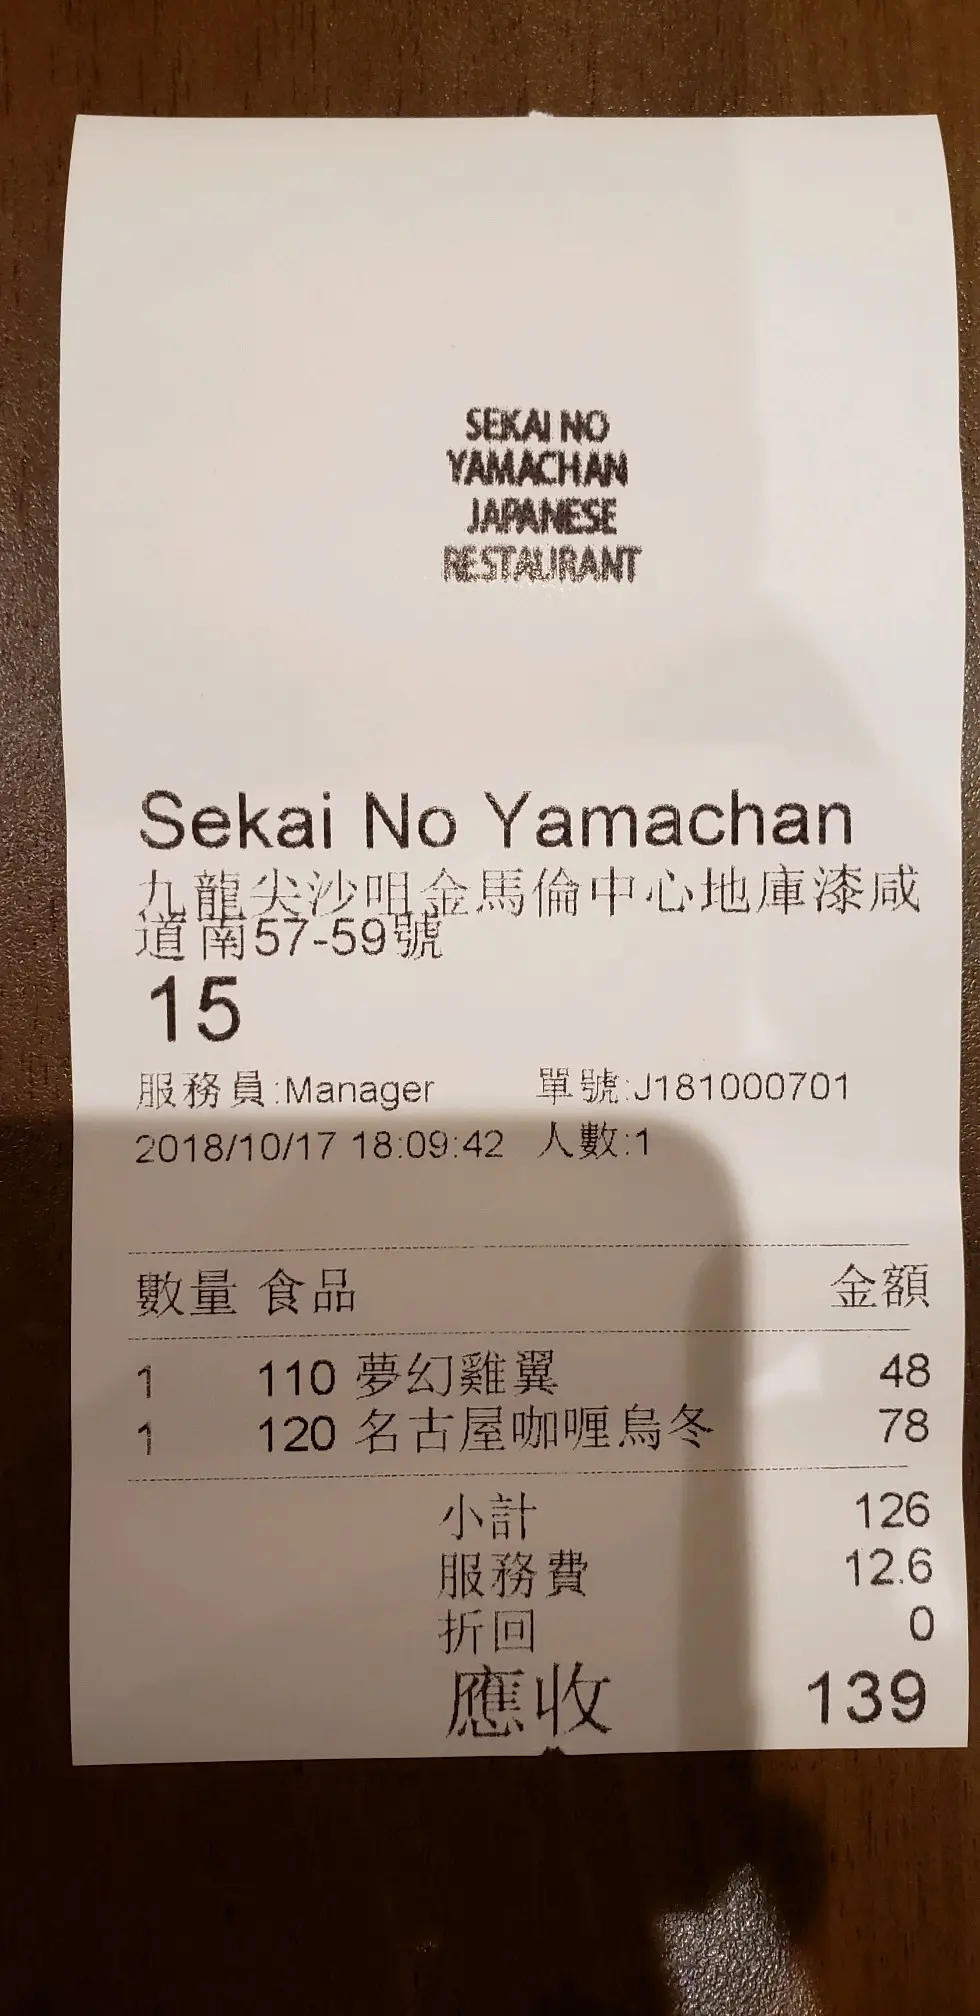 SEKAI NO
YAMACHAN
JAPANESE
RESTAURANT
Sekai No Yamachan
九龍尖沙咀金馬倫中心地庫漆咸
道南57-59號
15
服務員:Manager 單號:J181000701
2018/10/17 18:09:42 人數:1
數量 食品 金額
1 110 夢幻雞翼 48
1 120 名古屋咖喱烏冬 78
小計 126
服務費 12.6
折回 0
應收 139